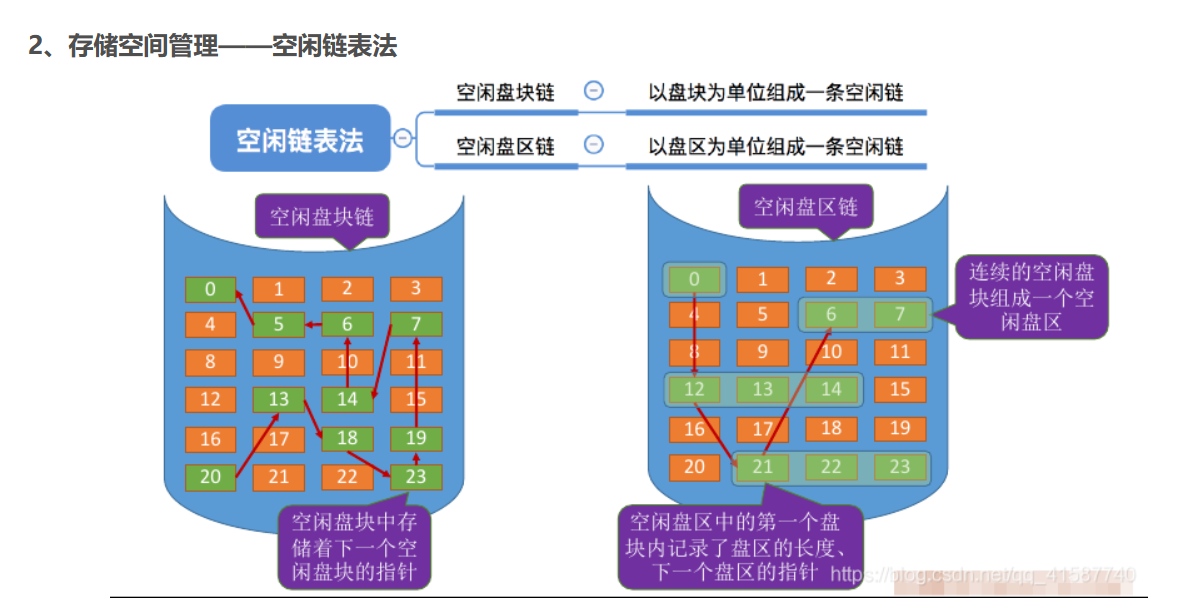 2、存储空间管理——空闲链表法
空闲链表法
空闲盘块链
以盘块为单位组成一条空闲链
空闲盘区链
以盘区为单位组成一条空闲链
空闲盘块链
0 1 2 3
4 5 6 7
8 9 10 11
12 13 14 15
16 17 18 19
20 21 22 23
空闲盘块中存
储着下一个空
闲盘块的指针
空闲盘区链
0 1 2 3
4 5 6 7
8 9 10 11
12 13 14 15
16 17 18 19
20 21 22 23
连续的空闲盘
块组成一个空
闲盘区
空闲盘区中的第一个盘
块内记录了盘区的长度、
下一个盘区的指针
https://blog.csdn.net/qq_41587740